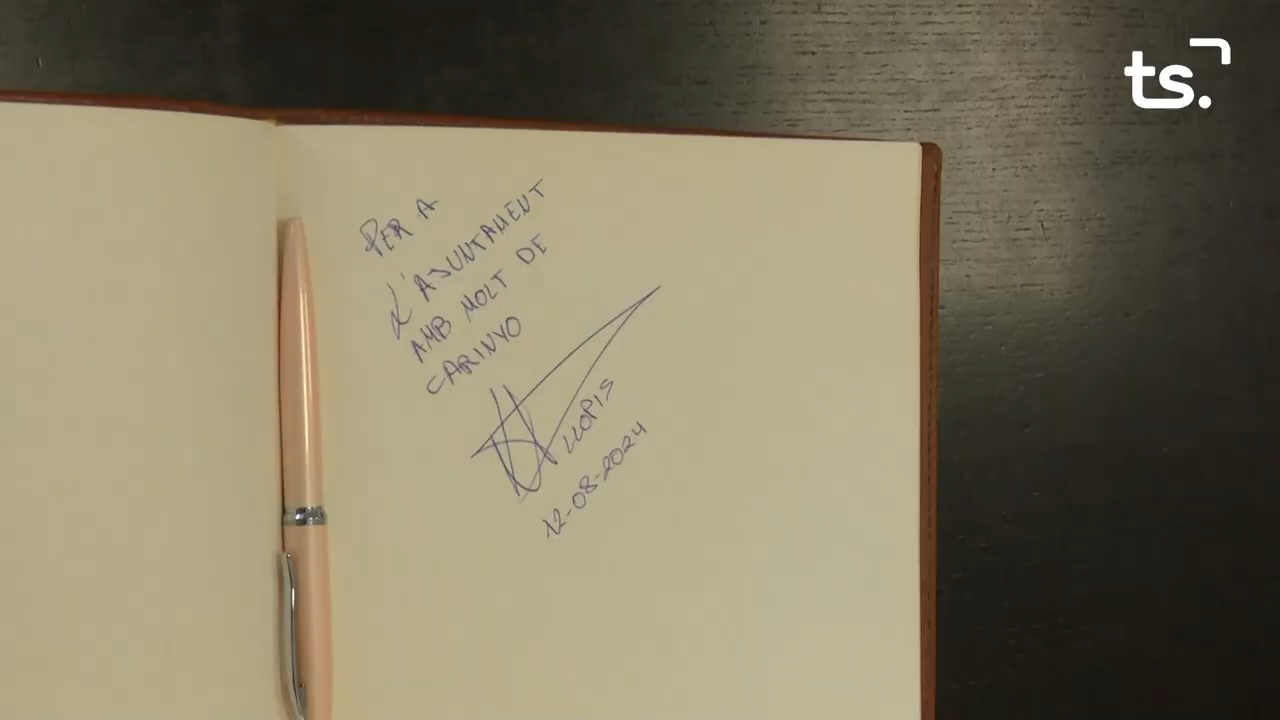 ts.
PER A
L'AJUNTAMENT
AMB MOLT DE
CARINYO
LLOPIS
12-08-2024